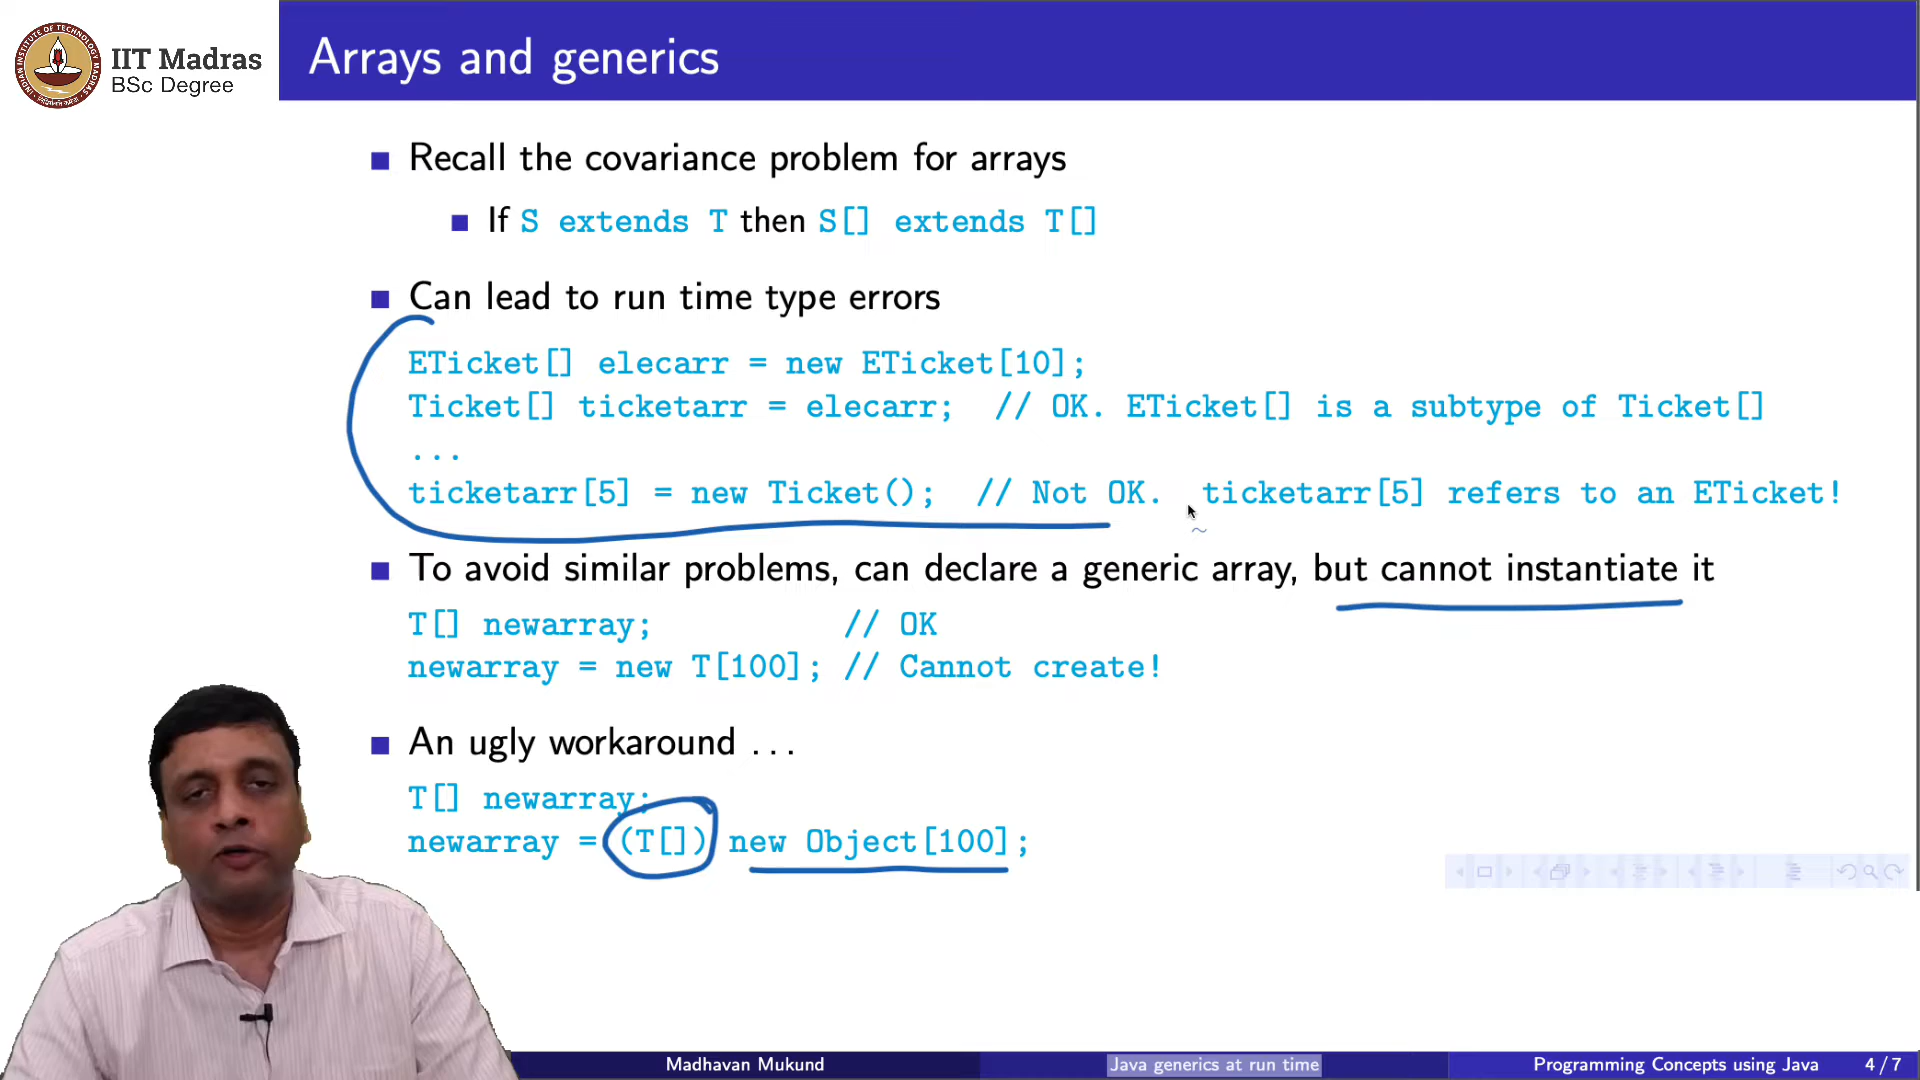 IIT Madras
BSc Degree
Arrays and generics
Recall the covariance problem for arrays
If S extends T then S[] extends T[]
Can lead to run time type errors
ETicket[] elecarr = new ETicket[10];
Ticket[] ticketarr = elecarr; // OK. ETicket[] is a subtype of Ticket[]
...
ticketarr[5] = new Ticket(); // Not OK. ticketarr[5] refers to an ETicket!
To avoid similar problems, can declare a generic array, but cannot instantiate it
T[] newarray; // OK
newarray = new T[100]; // Cannot create!
An ugly workaround ...
T[] newarray;
newarray = (T[]) new Object[100];
Madhavan Mukund Java generics at run time Programming Concepts using Java 4 / 7